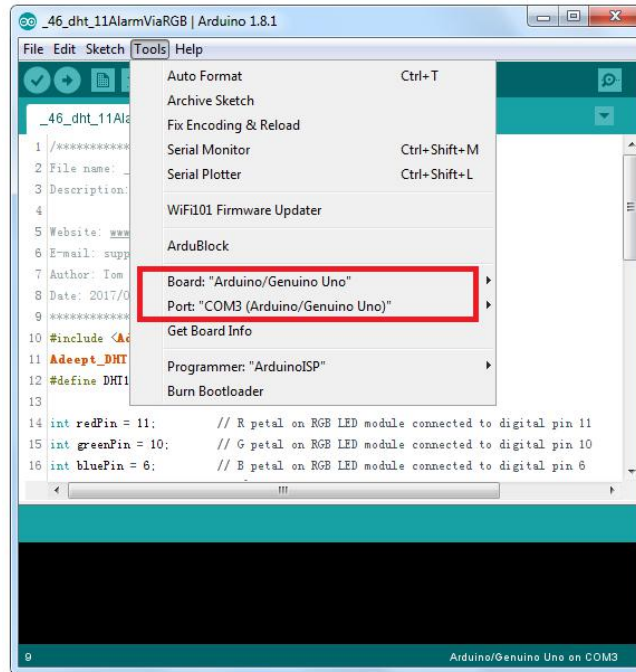 _46_dht_11AlarmViaRGB | Arduino 1.8.1
File Edit Sketch Tools Help
Auto Format Ctrl+T
Archive Sketch
_46_dht_11Ala
Fix Encoding & Reload
1 /***********
Serial Monitor Ctrl+Shift+M
2 File name: _
Serial Plotter Ctrl+Shift+L
3 Description:
4
WiFi101 Firmware Updater
5 Website: www
6 E-mail: supp
ArduBlock
7 Author: Tom
Board: "Arduino/Genuino Uno"
8 Date: 2017/0
Port: "COM3 (Arduino/Genuino Uno)"
9 ***********
Get Board Info
10 #include <Ad
11 Adeept_DHT
Programmer: "ArduinoISP"
12 #define DHT1
Burn Bootloader
13
14 int redPin = 11; // R petal on RGB LED module connected to digital pin 11
15 int greenPin = 10; // G petal on RGB LED module connected to digital pin 10
16 int bluePin = 6; // B petal on RGB LED module connected to digital pin 6
9 Arduino/Genuino Uno on COM3